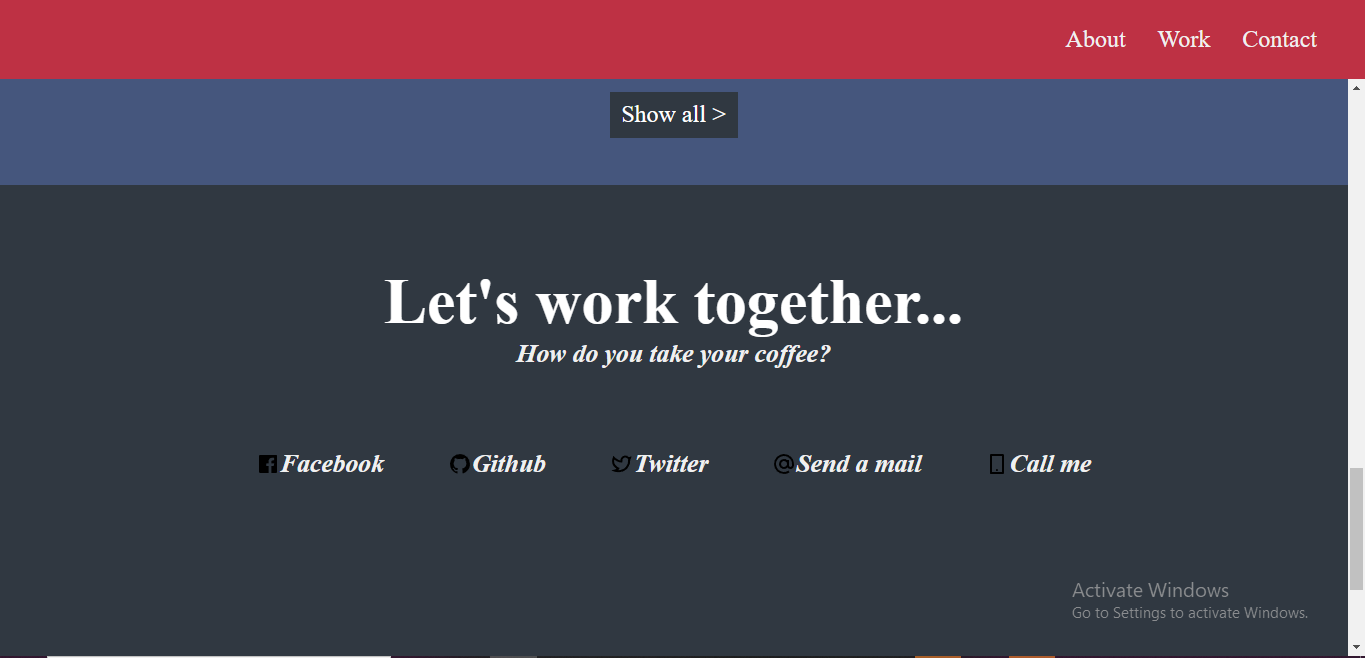 About Work Contact
Show all >
Let's work together...
How do you take your coffee?
Facebook Github Twitter Send a mail Call me
Activate Windows
Go to Settings to activate Windows.